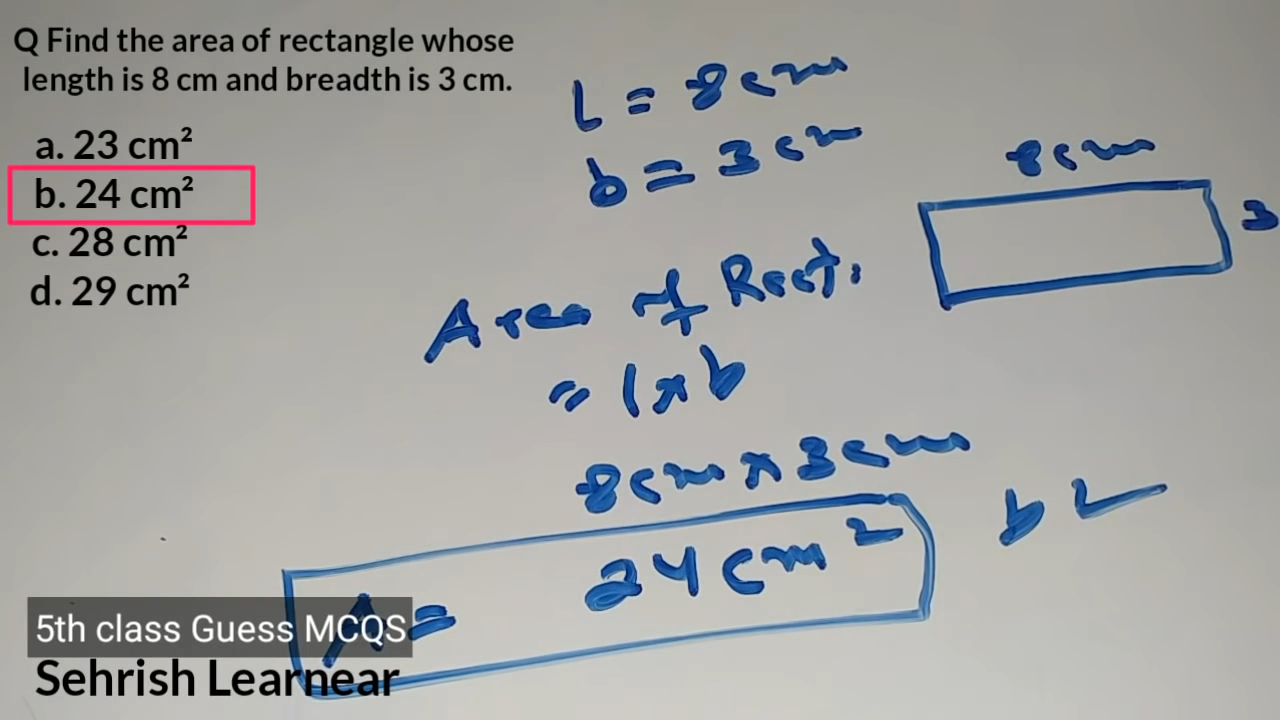 Q Find the area of rectangle whose
length is 8 cm and breadth is 3 cm.
a. 23 cm²
b. 24 cm²
c. 28 cm²
d. 29 cm²
l = 8cm
b = 3cm
8cm
3
Area of Rect.
= l x b
8cm x 3cm
A = 24cm²
b ✓
5th class Guess MCQS
Sehrish Learnear